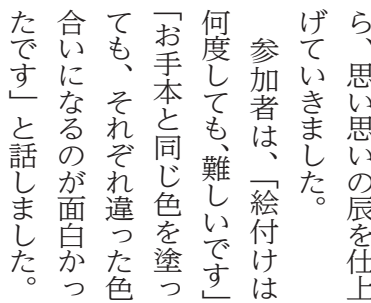 ら、思い思いの辰を仕上
げていきました。
　参加者は、「絵付けは
何度しても、難しいです」
「お手本と同じ色を塗っ
ても、それぞれ違った色
合いになるのが面白かっ
たです」と話しました。